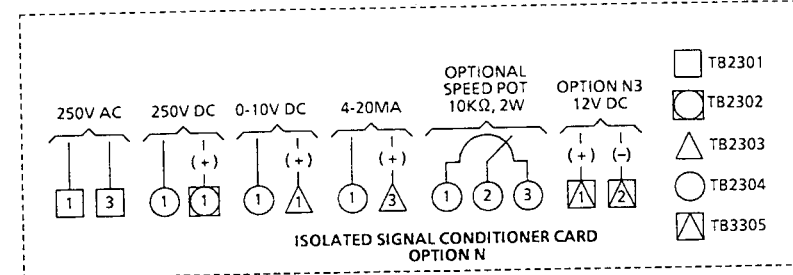 OPTIONAL
SPEED POT
10KΩ, 2W
OPTION N3
12V DC
250V AC
250V DC
0-10V DC
4-20MA
(+)
(+)
(+)
(+)
(−)
1
3
1
1
1
1
1
3
1
2
3
1
2
TB2301
TB2302
TB2303
TB2304
TB3305
ISOLATED SIGNAL CONDITIONER CARD
OPTION N